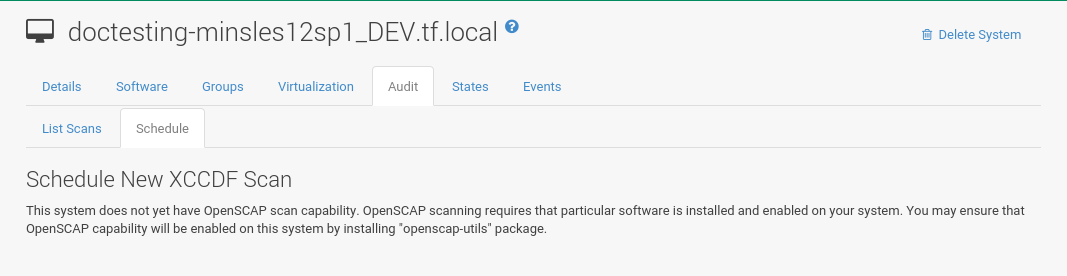 doctesting-minsles12sp1_DEV.tf.local ?
Delete System
Details Software Groups Virtualization Audit States Events
List Scans Schedule
Schedule New XCCDF Scan
This system does not yet have OpenSCAP scan capability. OpenSCAP scanning requires that particular software is installed and enabled on your system. You may ensure that
OpenSCAP capability will be enabled on this system by installing "openscap-utils" package.